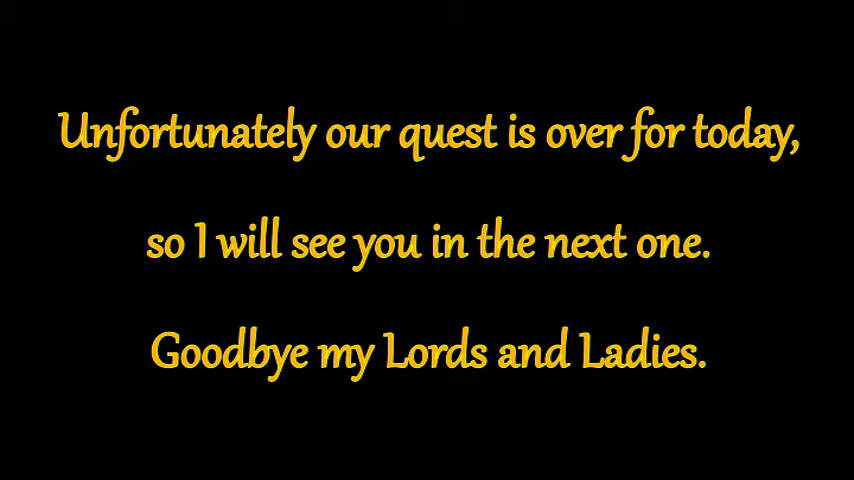 Unfortunately our quest is over for today,
so I will see you in the next one.
Goodbye my Lords and Ladies.